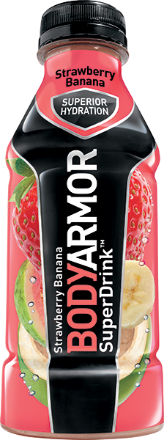 Strawberry
Banana
SUPERIOR
HYDRATION
Strawberry Banana
BODYARMOR
SuperDrink™